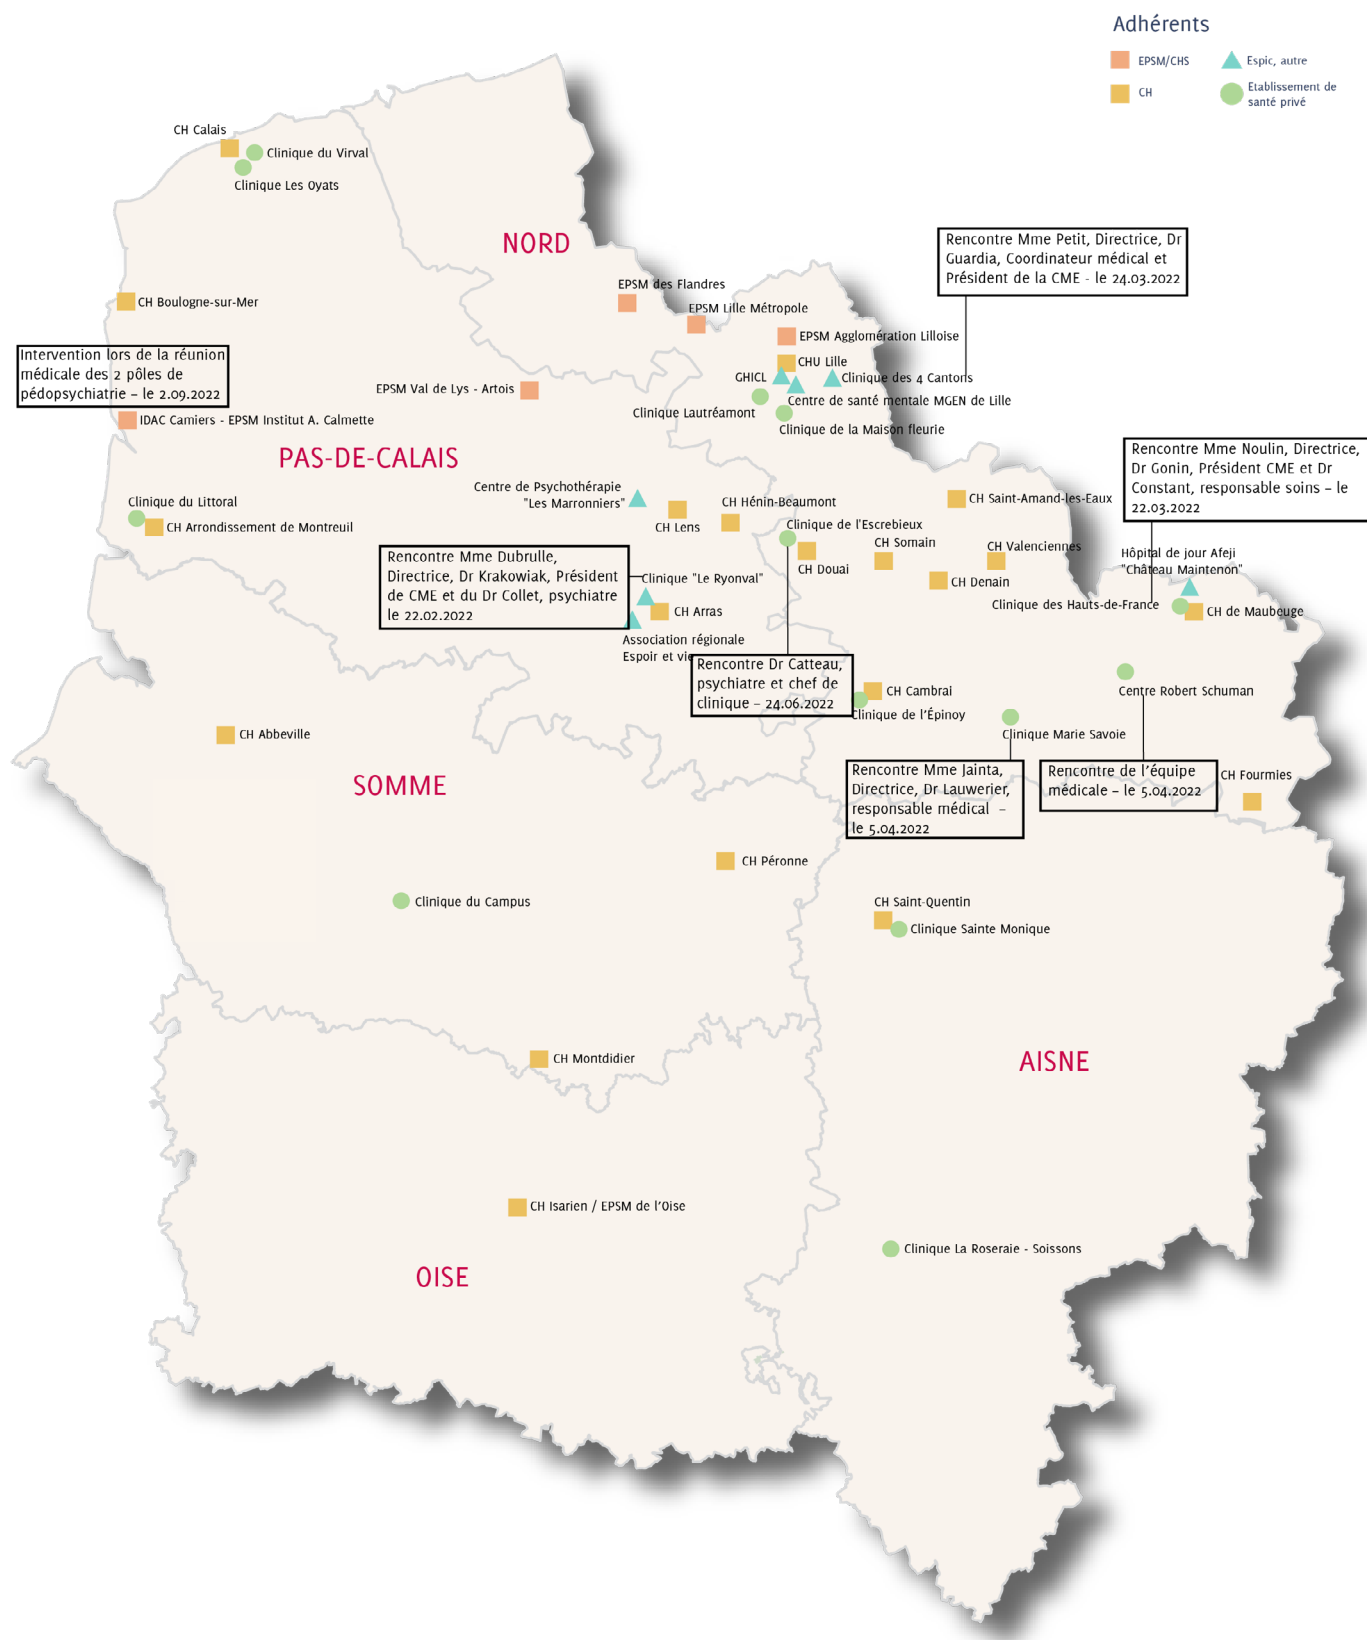 Adhérents
EPSM/CHS
Espic, autre
CH
Etablissement de
santé privé
CH Calais
Clinique du Virval
Clinique Les Oyats
NORD
Rencontre Mme Petit, Directrice, Dr
Guardia, Coordinateur médical et
Président de la CME - le 24.03.2022
EPSM des Flandres
CH Boulogne-sur-Mer
EPSM Lille Métropole
EPSM Agglomération Lilloise
Intervention lors de la réunion
médicale des 2 pôles de
pédopsychiatrie – le 2.09.2022
CHU Lille
GHICL
Clinique des 4 Cantons
EPSM Val de Lys - Artois
Centre de santé mentale MGEN de Lille
Clinique Lautréamont
IDAC Camiers - EPSM Institut A. Calmette
Clinique de la Maison fleurie
PAS-DE-CALAIS
Rencontre Mme Noulin, Directrice,
Dr Gonin, Président CME et Dr
Constant, responsable soins – le
22.03.2022
Centre de Psychothérapie
"Les Marronniers"
Clinique du Littoral
CH Arrondissement de Montreuil
CH Lens
CH Hénin-Beaumont
CH Saint-Amand-les-Eaux
Clinique de l'Escrebieux
CH Douai
CH Somain
CH Valenciennes
CH Denain
Hôpital de jour Afeji
"Château Maintenon"
Rencontre Mme Dubrulle,
Directrice, Dr Krakowiak, Président
de CME et du Dr Collet, psychiatre
le 22.02.2022
Clinique "Le Ryonval"
CH Arras
Association régionale
Espoir et vie
Clinique des Hauts-de-France
CH de Maubeuge
Rencontre Dr Catteau,
psychiatre et chef de
clinique – 24.06.2022
CH Cambrai
Clinique de l'Épinoy
Centre Robert Schuman
Clinique Marie Savoie
CH Abbeville
SOMME
Rencontre Mme Jainta,
Directrice, Dr Lauwerier,
responsable médical –
le 5.04.2022
Rencontre de l'équipe
médicale – le 5.04.2022
CH Fourmies
CH Péronne
Clinique du Campus
CH Saint-Quentin
Clinique Sainte Monique
CH Montdidier
AISNE
CH Isarien / EPSM de l'Oise
Clinique La Roseraie - Soissons
OISE